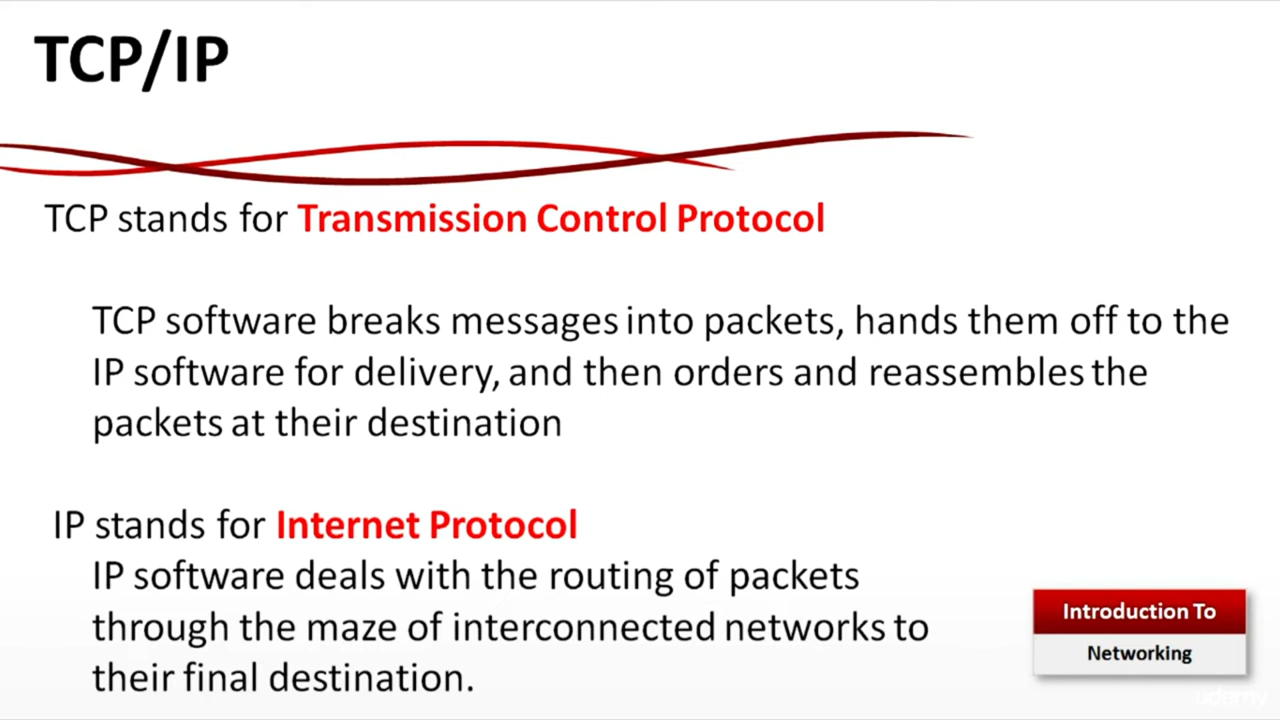 TCP/IP
TCP stands for Transmission Control Protocol
TCP software breaks messages into packets, hands them off to the
IP software for delivery, and then orders and reassembles the
packets at their destination
IP stands for Internet Protocol
IP software deals with the routing of packets
through the maze of interconnected networks to
their final destination.
Introduction To
Networking
udemy